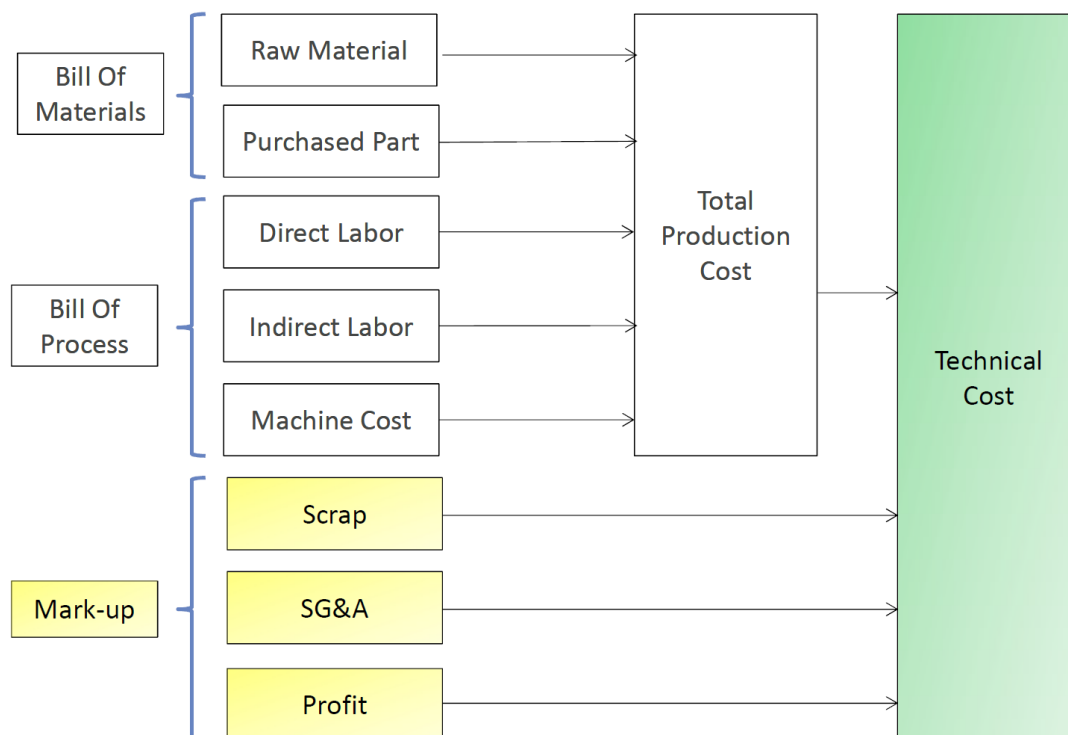 Bill Of
Materials
Raw Material
Purchased Part
Bill Of
Process
Direct Labor
Indirect Labor
Machine Cost
Total
Production
Cost
Mark-up
Scrap
SG&A
Profit
Technical
Cost